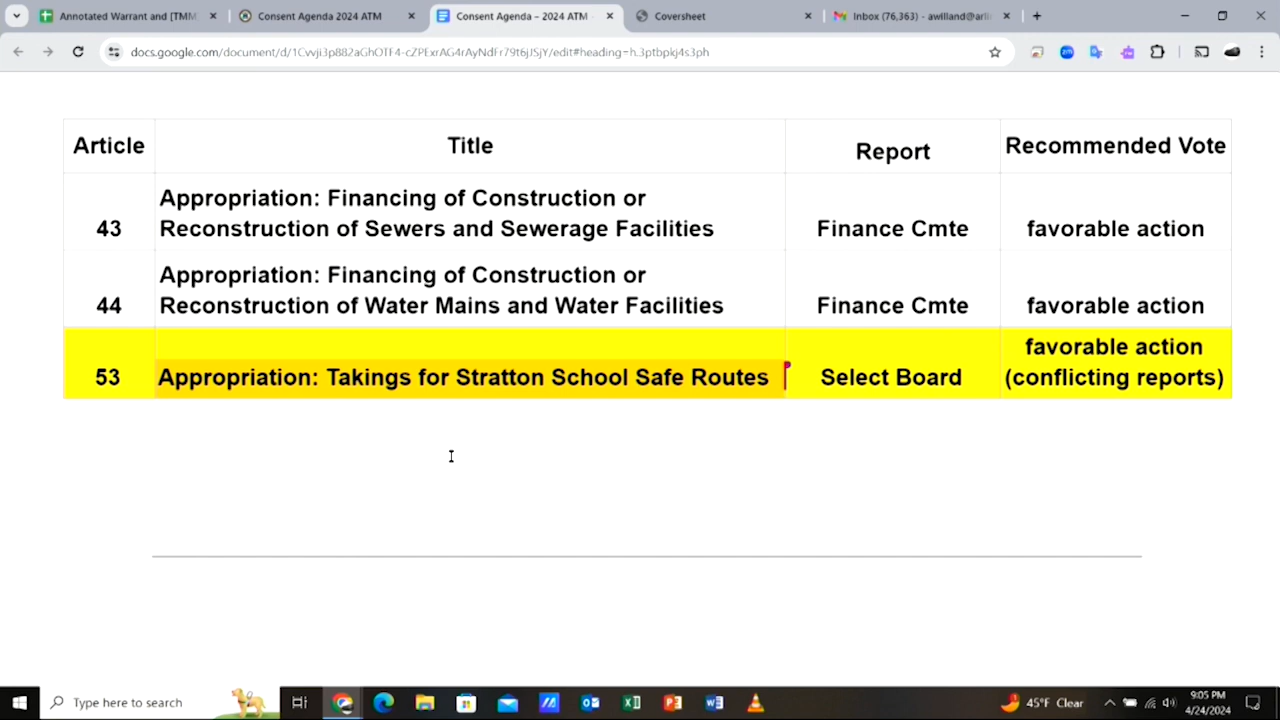 Annotated Warrant and [TMM
Consent Agenda 2024 ATM
Consent Agenda – 2024 ATM
Coversheet
Inbox (76,363) - awilland@arli
docs.google.com/document/d/1Cvvji3p882aGhOTF4-cZPExrAG4rAyNdFr79t6jJSjY/edit#heading=h.3ptbpkj4s3ph
Article
Title
Report
Recommended Vote
43
Appropriation: Financing of Construction or
Reconstruction of Sewers and Sewerage Facilities
Finance Cmte
favorable action
44
Appropriation: Financing of Construction or
Reconstruction of Water Mains and Water Facilities
Finance Cmte
favorable action
53
Appropriation: Takings for Stratton School Safe Routes
Select Board
favorable action
(conflicting reports)
Type here to search
45°F Clear
9:05 PM
4/24/2024